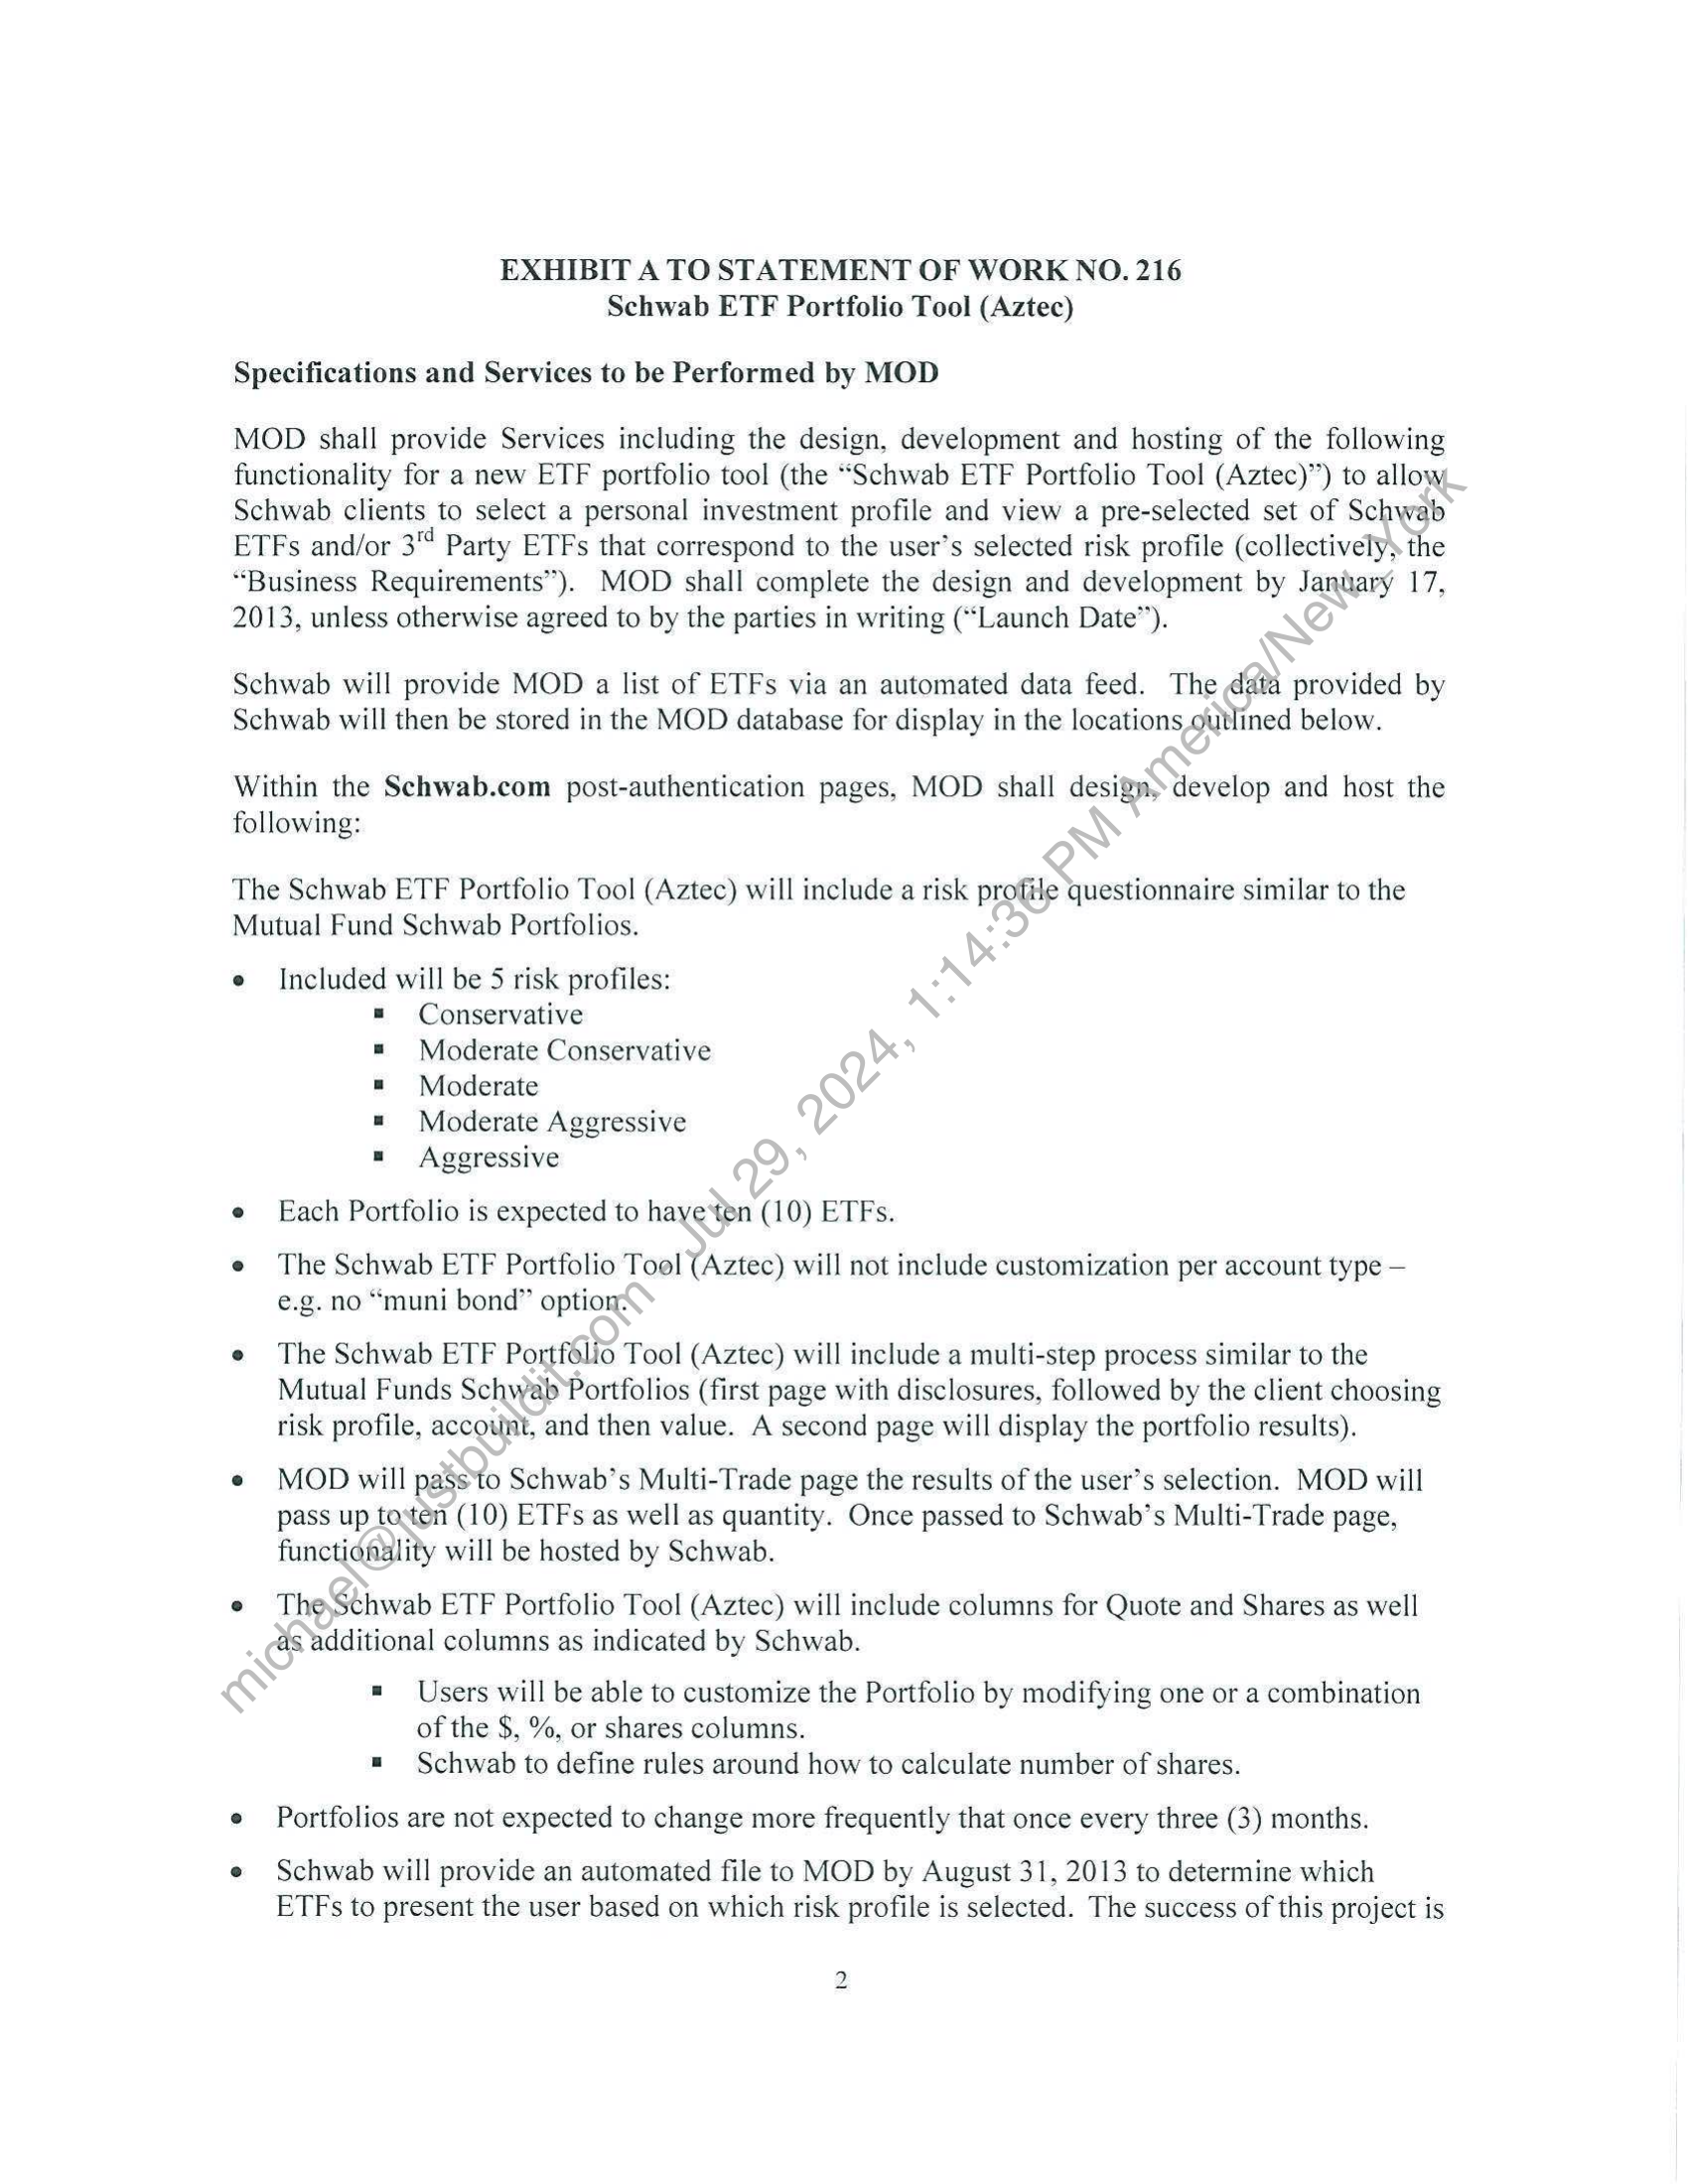 EXHIBIT A TO STATEMENT OF WORK NO. 216
Schwab ETF Portfolio Tool (Aztec)
Specifications and Services to be Performed by MOD
MOD shall provide Services including the design, development and hosting of the following
functionality for a new ETF portfolio tool (the “Schwab ETF Portfolio Tool (Aztec)”) to allow
Schwab clients to select a personal investment profile and view a pre-selected set of Schwab
ETFs and/or 3rd Party ETFs that correspond to the user’s selected risk profile (collectively, the
“Business Requirements”). MOD shall complete the design and development by January 17,
2013, unless otherwise agreed to by the parties in writing (“Launch Date”).
Schwab will provide MOD a list of ETFs via an automated data feed. The data provided by
Schwab will then be stored in the MOD database for display in the locations outlined below.
Within the Schwab.com post-authentication pages, MOD shall design, develop and host the
following:
The Schwab ETF Portfolio Tool (Aztec) will include a risk profile questionnaire similar to the
Mutual Fund Schwab Portfolios.
• Included will be 5 risk profiles:
▪ Conservative
▪ Moderate Conservative
▪ Moderate
▪ Moderate Aggressive
▪ Aggressive
• Each Portfolio is expected to have ten (10) ETFs.
• The Schwab ETF Portfolio Tool (Aztec) will not include customization per account type –
e.g. no “muni bond” option.
• The Schwab ETF Portfolio Tool (Aztec) will include a multi-step process similar to the
Mutual Funds Schwab Portfolios (first page with disclosures, followed by the client choosing
risk profile, account, and then value. A second page will display the portfolio results).
• MOD will pass to Schwab’s Multi-Trade page the results of the user’s selection. MOD will
pass up to ten (10) ETFs as well as quantity. Once passed to Schwab’s Multi-Trade page,
functionality will be hosted by Schwab.
• The Schwab ETF Portfolio Tool (Aztec) will include columns for Quote and Shares as well
as additional columns as indicated by Schwab.
▪ Users will be able to customize the Portfolio by modifying one or a combination
of the $, %, or shares columns.
▪ Schwab to define rules around how to calculate number of shares.
• Portfolios are not expected to change more frequently that once every three (3) months.
• Schwab will provide an automated file to MOD by August 31, 2013 to determine which
ETFs to present the user based on which risk profile is selected. The success of this project is
2
michael@justbuildit.com - Jul 29, 2024, 1:14:36 PM America/New_York